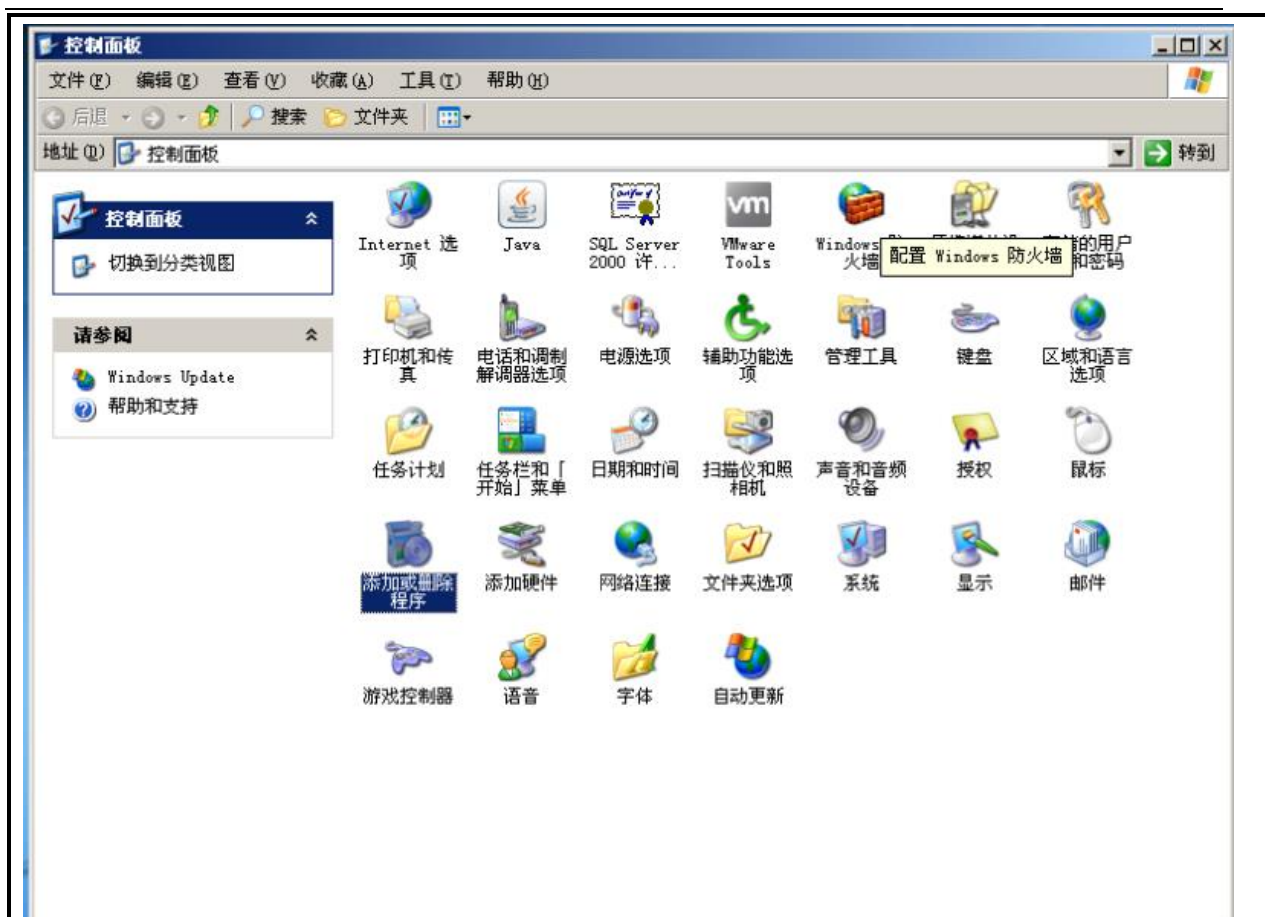 控制面板
文件(F) 编辑(E) 查看(V) 收藏(A) 工具(T) 帮助(H)
后退 搜索 文件夹
地址(D) 控制面板 转到
控制面板
切换到分类视图
请参阅
Windows Update
帮助和支持
Internet 选
项
Java
SQL Server
2000 许...
VMware
Tools
Windows
火墙
配置 Windows 防火墙
的用户
和密码
打印机和传
真
电话和调制
解调器选项
电源选项
辅助功能选
项
管理工具
键盘
区域和语言
选项
任务计划
任务栏和「
开始」菜单
日期和时间
扫描仪和照
相机
声音和音频
设备
授权
鼠标
添加或删除
程序
添加硬件
网络连接
文件夹选项
系统
显示
邮件
游戏控制器
语音
字体
自动更新
vm